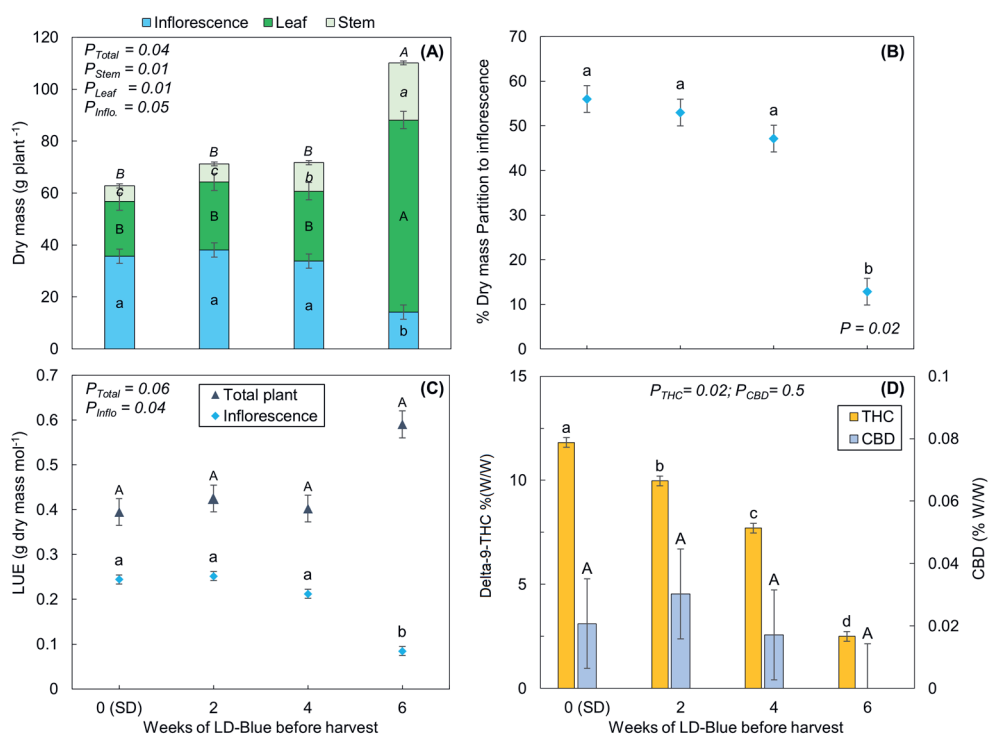 Inflorescence Leaf Stem
(A)
P_Total = 0.04
P_Stem = 0.01
P_Leaf = 0.01
P_Inflo. = 0.05
Dry mass (g plant -1)
120
100
80
60
40
20
0
B B B A
c c b a
B B B A
a a a b
(B)
% Dry mass Partition to inflorescence
70
60
50
40
30
20
10
0
a a a b
P = 0.02
(C)
P_Total = 0.06
P_Inflo = 0.04
Total plant
Inflorescence
LUE (g dry mass mol-1)
0.7
0.6
0.5
0.4
0.3
0.2
0.1
0
A A A A
a a a b
0 (SD) 2 4 6
Weeks of LD-Blue before harvest
(D)
P_THC= 0.02; P_CBD= 0.5
THC
CBD
Delta-9-THC %(W/W)
15
10
5
0
a b c d
A A A A
0.1
0.08
0.06
0.04
0.02
0
CBD (% W/W)
0 (SD) 2 4 6
Weeks of LD-Blue before harvest